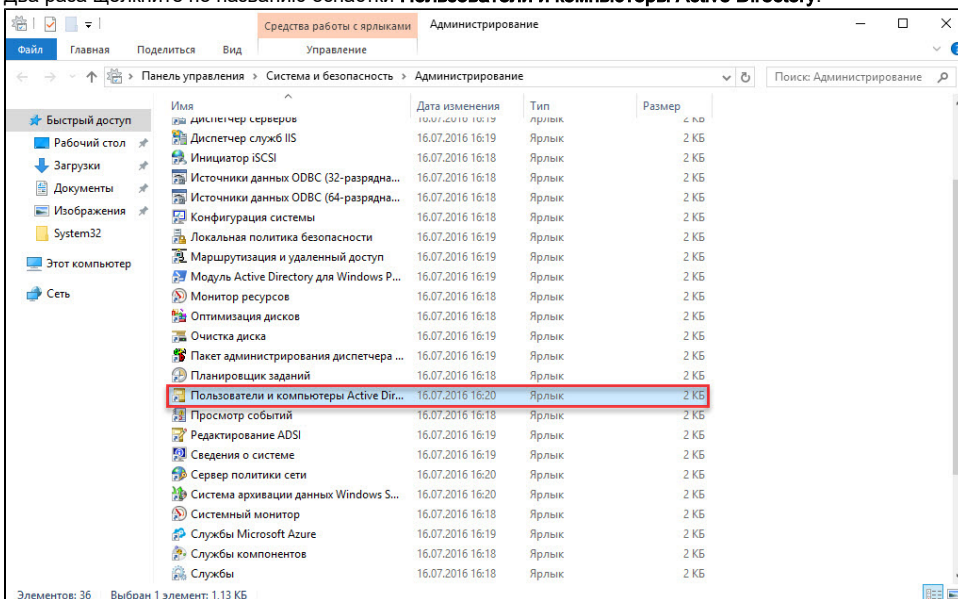 Два раза щелкните по названию оснастки Пользователи и компьютеры Active Directory.
Средства работы с ярлыками Администрирование
Файл Главная Поделиться Вид Управление
Панель управления > Система и безопасность > Администрирование Поиск: Администрирование
Имя Дата изменения Тип Размер
Быстрый доступ
Рабочий стол
Загрузки
Документы
Изображения
System32
Этот компьютер
Сеть
Диспетчер серверов 16.07.2016 16:19 Ярлык 2 КБ
Диспетчер служб IIS 16.07.2016 16:19 Ярлык 2 КБ
Инициатор iSCSI 16.07.2016 16:18 Ярлык 2 КБ
Источники данных ODBC (32-разрядна... 16.07.2016 16:18 Ярлык 2 КБ
Источники данных ODBC (64-разрядна... 16.07.2016 16:18 Ярлык 2 КБ
Конфигурация системы 16.07.2016 16:18 Ярлык 2 КБ
Локальная политика безопасности 16.07.2016 16:19 Ярлык 2 КБ
Маршрутизация и удаленный доступ 16.07.2016 16:19 Ярлык 2 КБ
Модуль Active Directory для Windows P... 16.07.2016 16:19 Ярлык 2 КБ
Монитор ресурсов 16.07.2016 16:18 Ярлык 2 КБ
Оптимизация дисков 16.07.2016 16:18 Ярлык 2 КБ
Очистка диска 16.07.2016 16:19 Ярлык 2 КБ
Пакет администрирования диспетчера ... 16.07.2016 16:19 Ярлык 2 КБ
Планировщик заданий 16.07.2016 16:18 Ярлык 2 КБ
Пользователи и компьютеры Active Dir... 16.07.2016 16:20 Ярлык 2 КБ
Просмотр событий 16.07.2016 16:18 Ярлык 2 КБ
Редактирование ADSI 16.07.2016 16:19 Ярлык 2 КБ
Сведения о системе 16.07.2016 16:19 Ярлык 2 КБ
Сервер политики сети 16.07.2016 16:20 Ярлык 2 КБ
Система архивации данных Windows S... 16.07.2016 16:20 Ярлык 2 КБ
Системный монитор 16.07.2016 16:18 Ярлык 2 КБ
Службы Microsoft Azure 16.07.2016 16:19 Ярлык 2 КБ
Службы компонентов 16.07.2016 16:18 Ярлык 2 КБ
Службы 16.07.2016 16:18 Ярлык 2 КБ
Элементов: 36 Выбран 1 элемент: 1,13 КБ